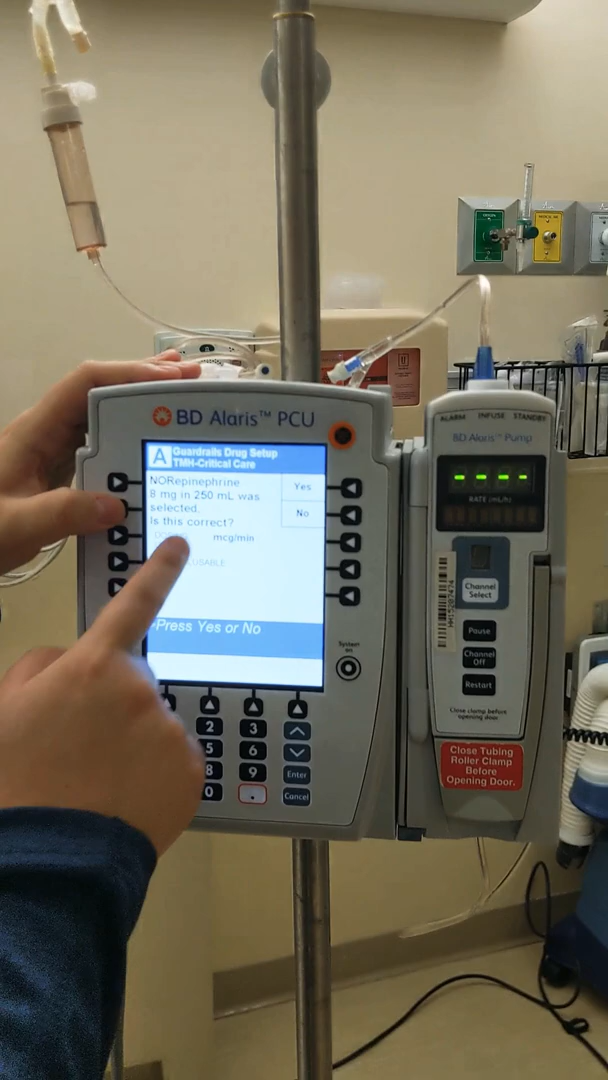 BD Alaris™ PCU
A
Guardrails Drug Setup
TMH-Critical Care
NORepinephrine
8 mg in 250 mL was
selected.
Is this correct?
mcg/min
Yes
No
>Press Yes or No
System
on
2
3
5
6
8
9
0
.
Enter
Cancel
ALARM INFUSE STANDBY
BD Alaris™ Pump
- - - -
RATE (mL/h)
Channel
Select
Pause
Channel
Off
Restart
Close clamp before
opening door.
Close Tubing
Roller Clamp
Before
Opening Door.